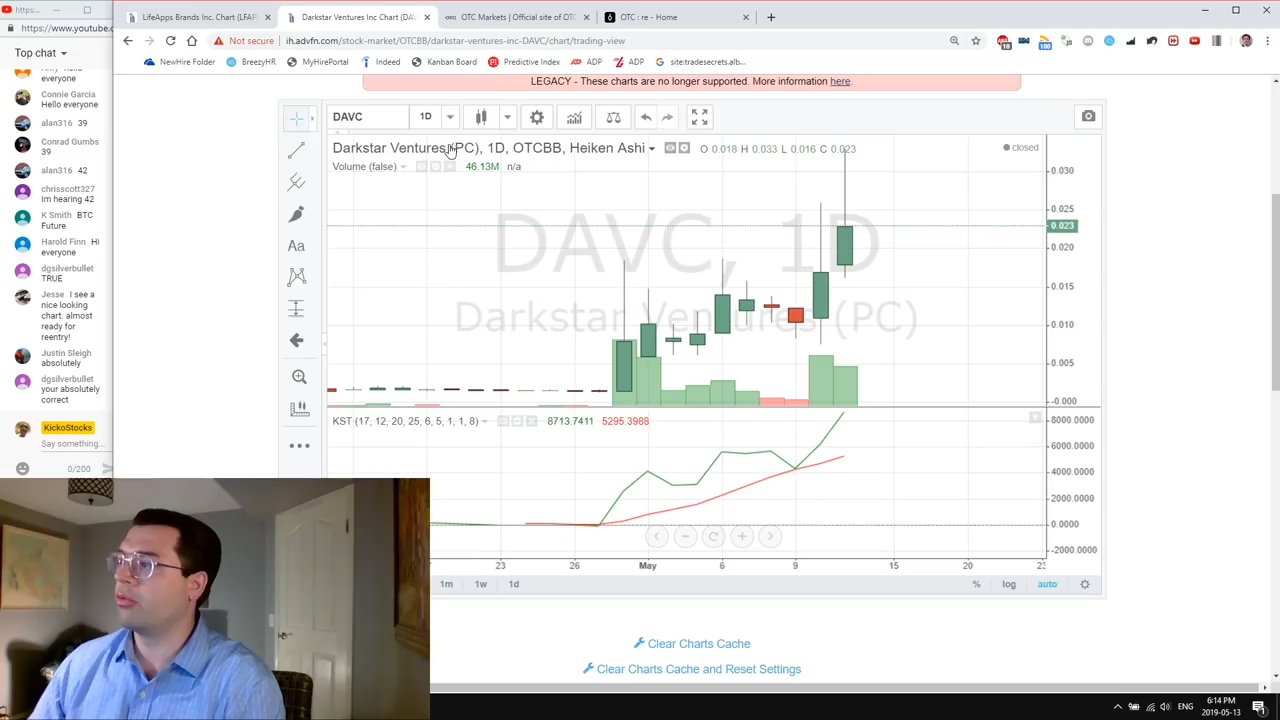 https:-
LifeApps Brands Inc. Chart (LFAP
Darkstar Ventures Inc Chart (DAV
OTC Markets | Official site of OTC
OTC : re - Home
https://www.youtube.c
Not secure
ih.advfn.com/stock-market/OTCBB/darkstar-ventures-inc-DAVC/chart/trading-view
NewHire Folder
BreezyHR
MyHirePortal
Indeed
Kanban Board
Predictive Index
ADP
ADP
site:tradesecrets.alb...
Top chat
everyone
Connie Garcia
Hello everyone
alan316 39
Conrad Gumbs
39
alan316 42
chrisscott327
Im hearing 42
K Smith BTC
Future
Harold Finn Hi
everyone
dgsilverbullet
TRUE
Jesse I see a
nice looking
chart. almost
ready for
reentry!
Justin Sleigh
absolutely
dgsilverbullet
your absolutely
correct
KickoStocks
Say something...
0/200
LEGACY - These charts are no longer supported. More information here.
DAVC
1D
Darkstar Ventures (PC), 1D, OTCBB, Heiken Ashi
O 0.018 H 0.033 L 0.016 C 0.023
closed
Volume (false)
46.13M n/a
DAVC, 1D
Darkstar Ventures (PC)
0.030
0.025
0.023
0.020
0.015
0.010
0.005
-0.000
Aa
KST (17, 12, 20, 25, 6, 5, 1, 1, 8)
8713.7411 5295.3988
8000.0000
6000.0000
4000.0000
2000.0000
0.0000
-2000.0000
23 26 May 6 9 15 20 23
1m 1w 1d
% log auto
Clear Charts Cache
Clear Charts Cache and Reset Settings
ENG
6:14 PM
2019-05-13